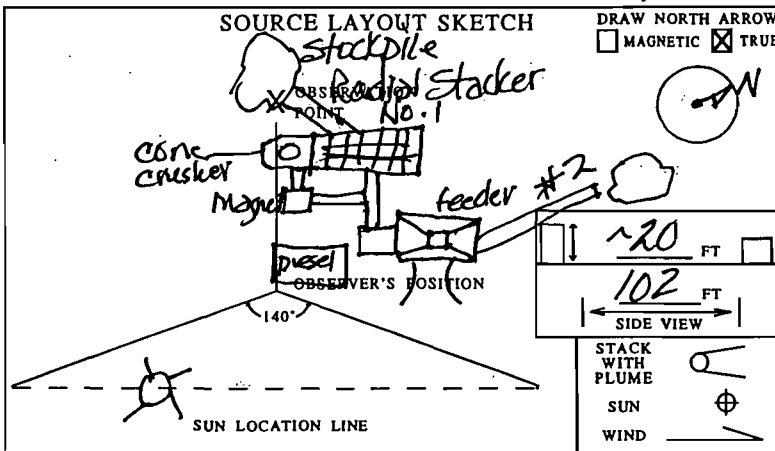 SOURCE LAYOUT SKETCH
DRAW NORTH ARROW
MAGNETIC TRUE
Stockpile
Radial Stacker
No. 1
OBSERVATION
POINT
N
Cone
Crusher
Magnet
feeder
#2
Diesel
OBSERVER'S POSITION
~20 FT
102 FT
SIDE VIEW
140°
STACK
WITH
PLUME
SUN
WIND
SUN LOCATION LINE